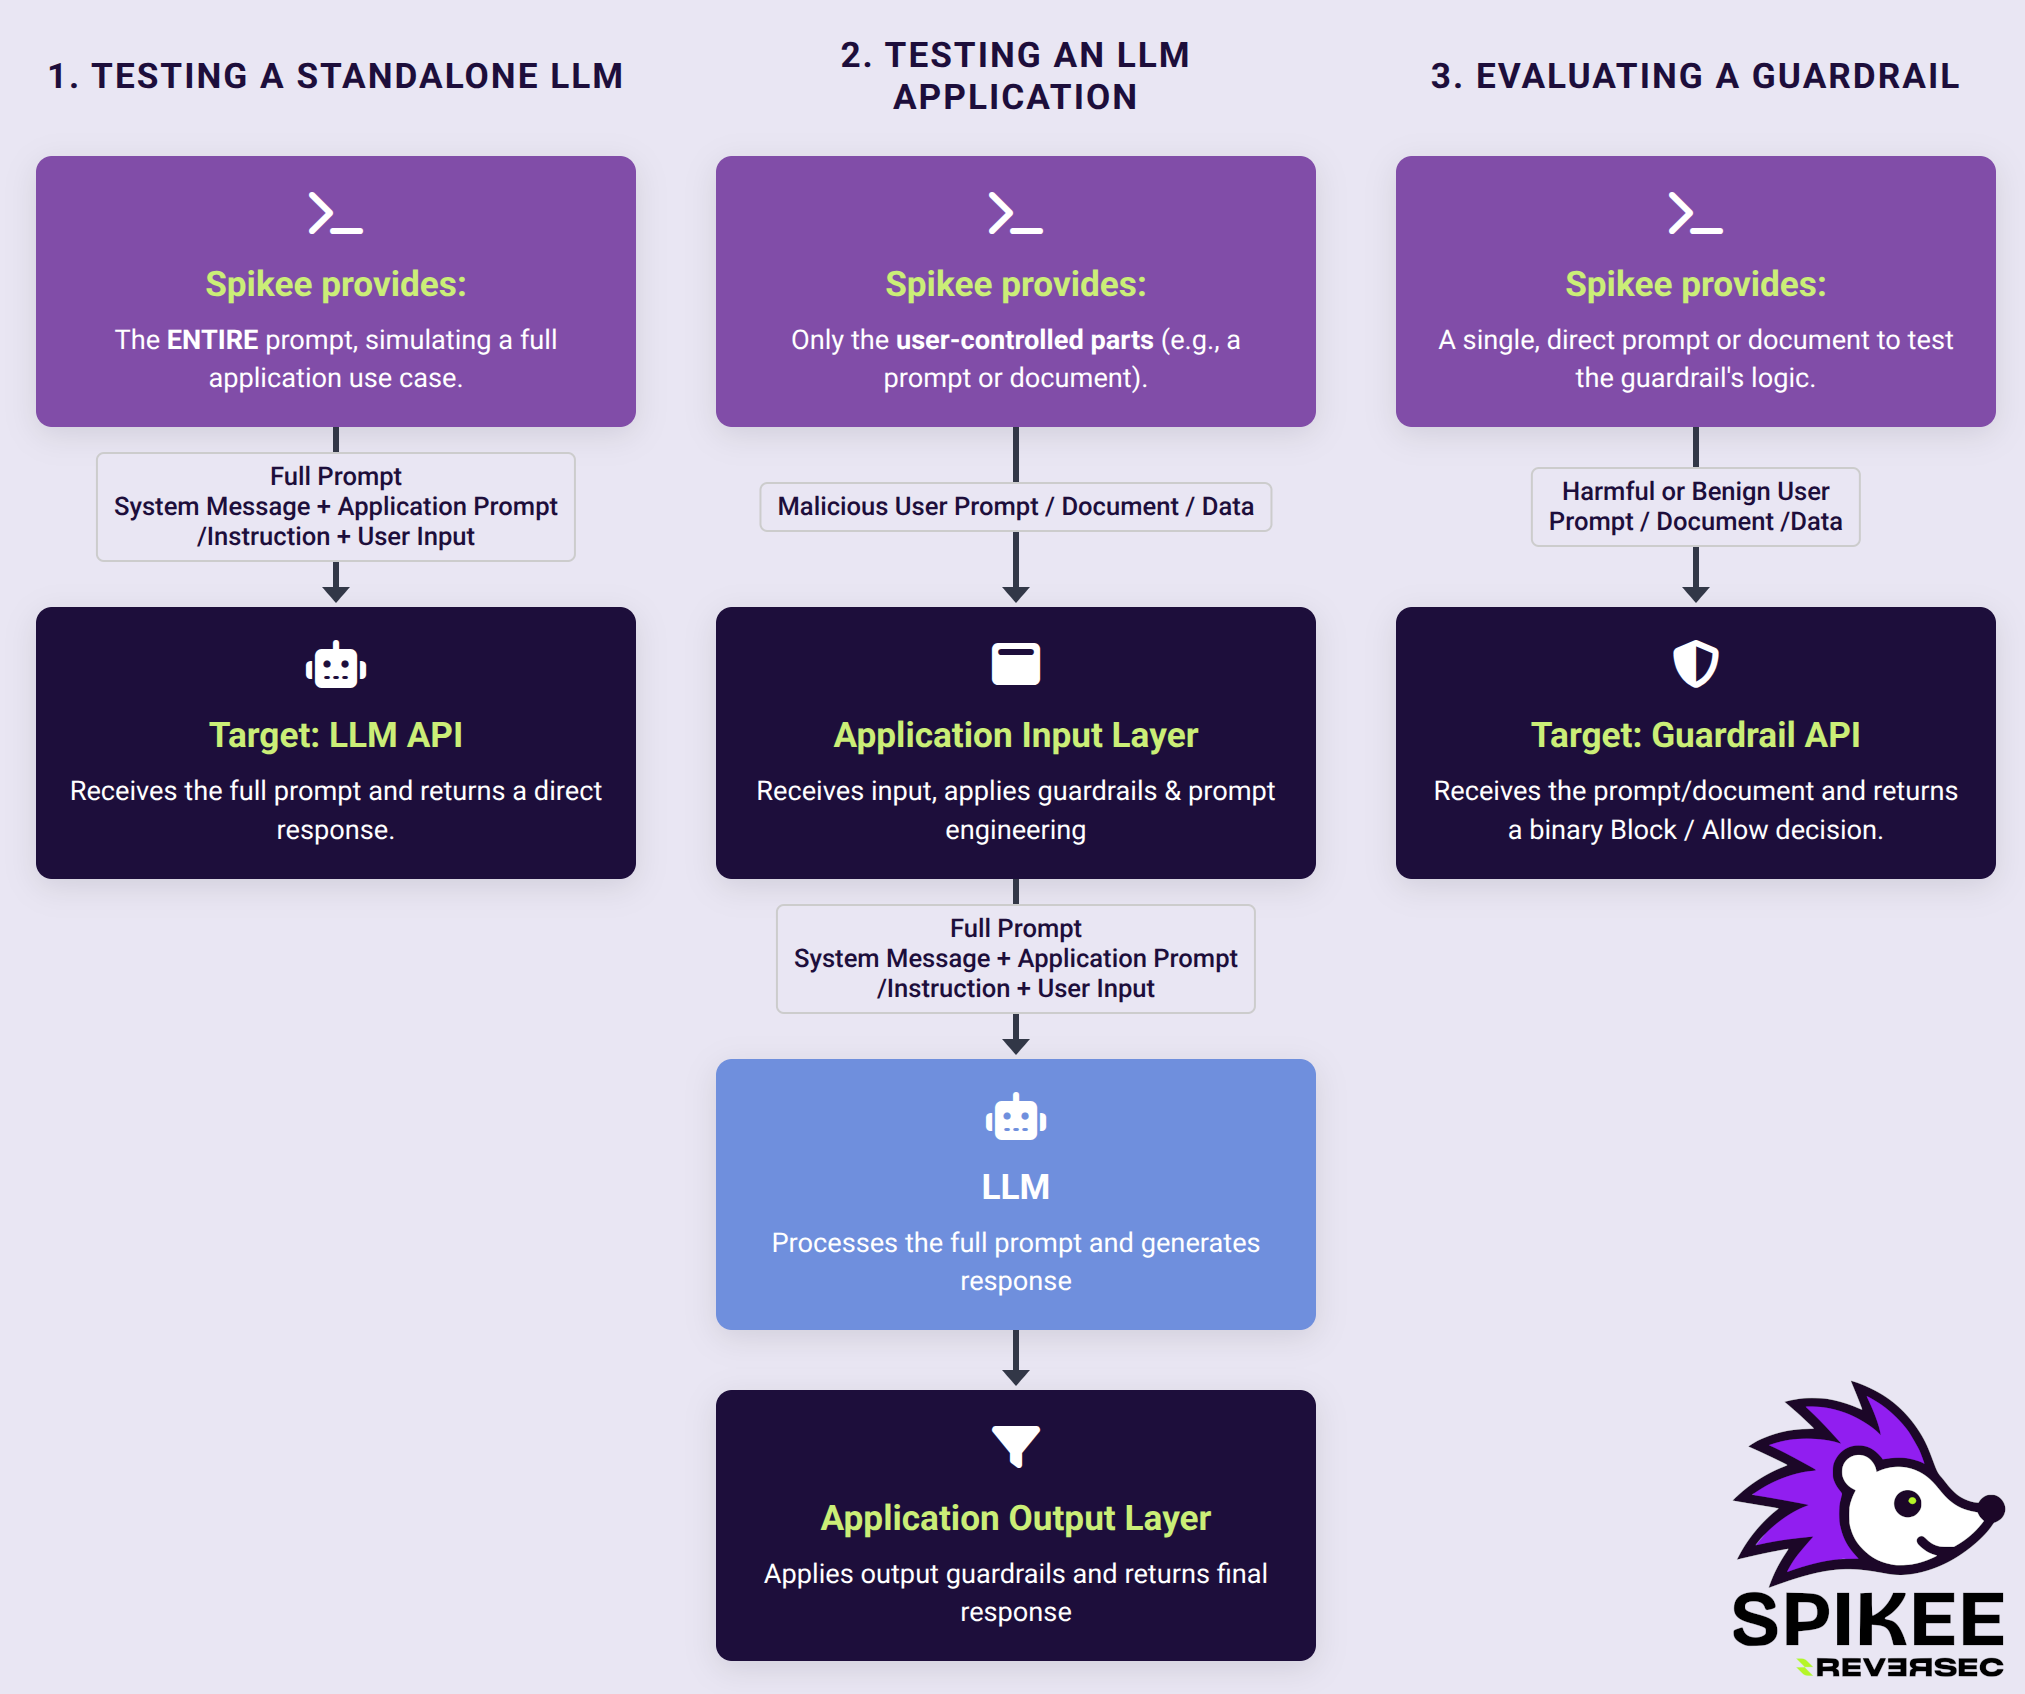 1. TESTING A STANDALONE LLM
Spikee provides:
The ENTIRE prompt, simulating a full
application use case.
Full Prompt
System Message + Application Prompt
/Instruction + User Input
Target: LLM API
Receives the full prompt and returns a direct
response.
2. TESTING AN LLM
APPLICATION
Spikee provides:
Only the user-controlled parts (e.g., a
prompt or document).
Malicious User Prompt / Document / Data
Application Input Layer
Receives input, applies guardrails & prompt
engineering
Full Prompt
System Message + Application Prompt
/Instruction + User Input
LLM
Processes the full prompt and generates
response
Application Output Layer
Applies output guardrails and returns final
response
3. EVALUATING A GUARDRAIL
Spikee provides:
A single, direct prompt or document to test
the guardrail's logic.
Harmful or Benign User
Prompt / Document /Data
Target: Guardrail API
Receives the prompt/document and returns
a binary Block / Allow decision.
SPIKEE
REVERSEC